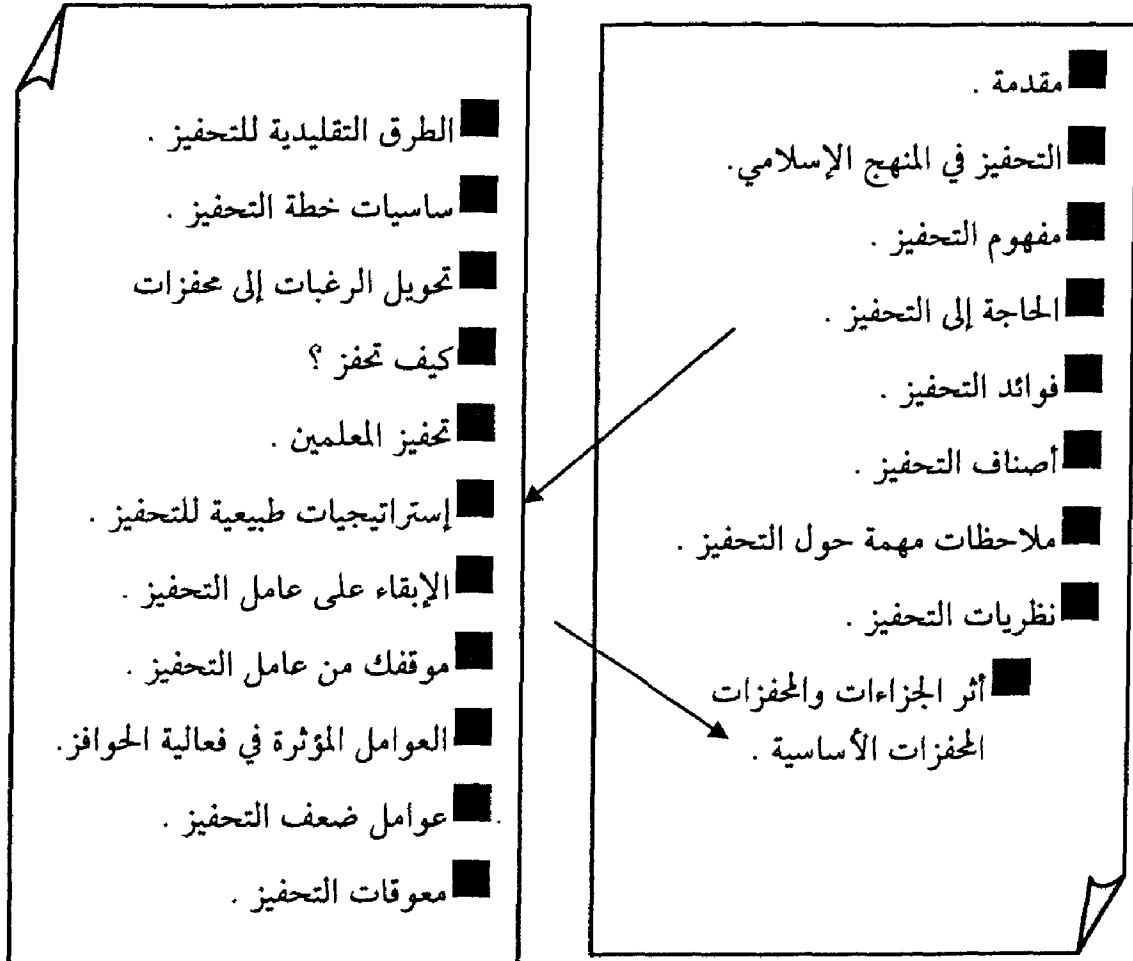 ■ مقدمة .
■ التحفيز في المنهج الإسلامي.
■ مفهوم التحفيز .
■ الحاجة إلى التحفيز .
■ فوائد التحفيز .
■ أصناف التحفيز .
■ ملاحظات مهمة حول التحفيز .
■ نظريات التحفيز .
■ أثر الجزاءات والمحفزات
المحفزات الأساسية .
■ الطرق التقليدية للتحفيز .
■ ساسيات خطة التحفيز .
■ تحويل الرغبات إلى محفزات
■ كيف تحفز ؟
■ تحفيز المعلمين .
■ إستراتيجيات طبيعية للتحفيز .
■ الإبقاء على عامل التحفيز .
■ موقفك من عامل التحفيز .
■ العوامل المؤثرة في فعالية الحوافز.
■ عوامل ضعف التحفيز .
■ معوقات التحفيز .